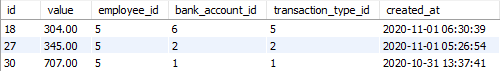 id value employee_id bank_account_id transaction_type_id created_at
18 304.00 5 6 5 2020-11-01 06:30:39
27 345.00 5 2 2 2020-11-01 05:26:54
30 707.00 5 1 1 2020-10-31 13:37:41